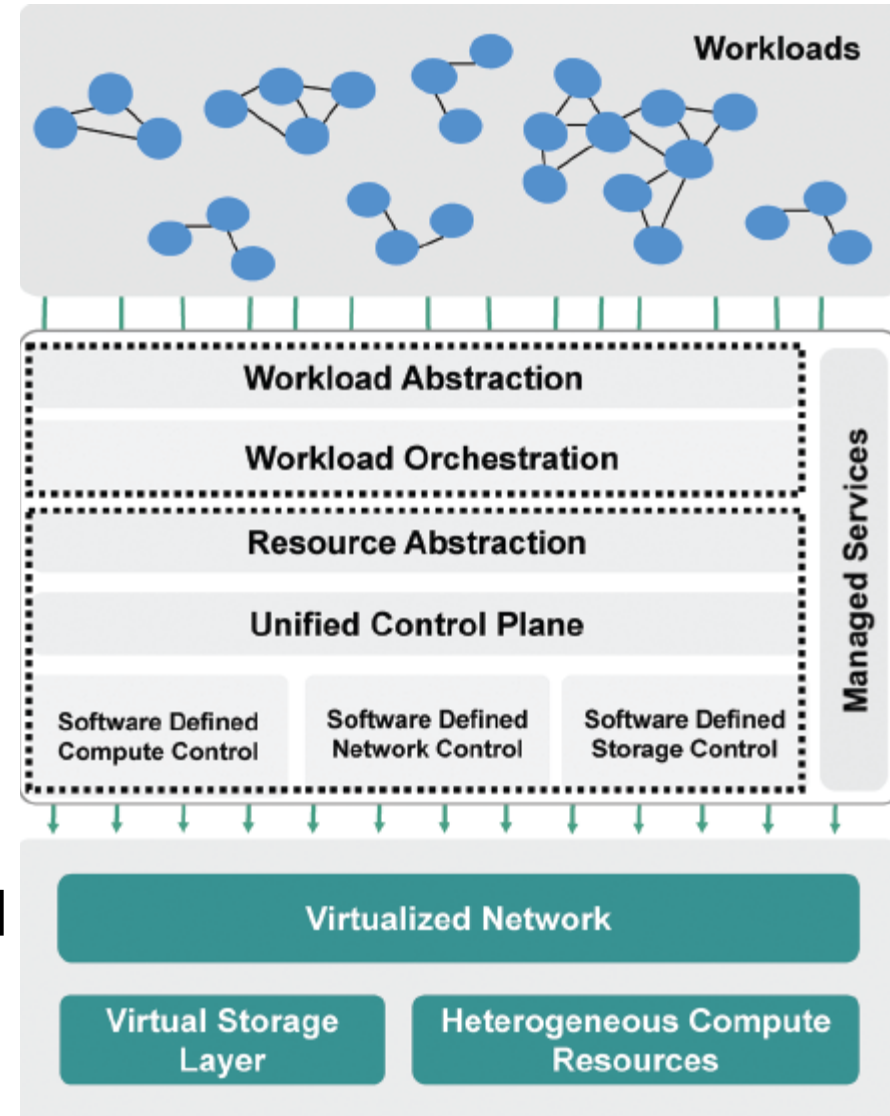 Workloads
Workload Abstraction
Workload Orchestration
Resource Abstraction
Unified Control Plane
Software Defined
Compute Control
Software Defined
Network Control
Software Defined
Storage Control
Managed Services
Virtualized Network
Virtual Storage
Layer
Heterogeneous Compute
Resources